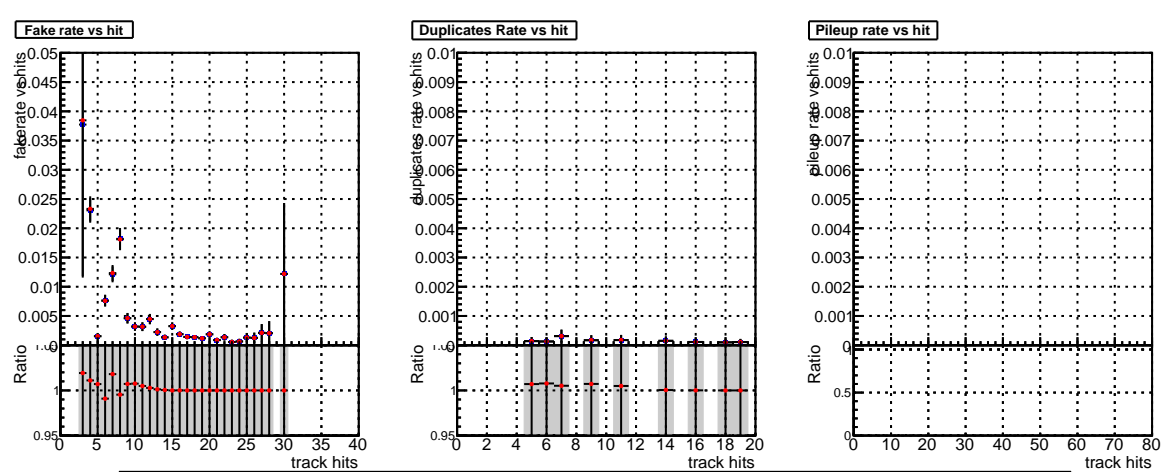 Fake rate vs hit
Duplicates Rate vs hit
Pileup rate vs hit
fakerate vs hits
0.05
0.045
0.04
0.035
0.03
0.025
0.02
0.015
0.01
0.005
Ratio
1
0.95
0 5 10 15 20 25 30 35 40
track hits
duplicates rate vs hits
0.01
0.009
0.008
0.007
0.006
0.005
0.004
0.003
0.002
0.001
Ratio
1
0.95
0 2 4 6 8 10 12 14 16 18 20
track hits
pileup rate vs hits
0.01
0.009
0.008
0.007
0.006
0.005
0.004
0.003
0.002
0.001
Ratio
1
0.5
0
0 10 20 30 40 50 60 70 80
track hits